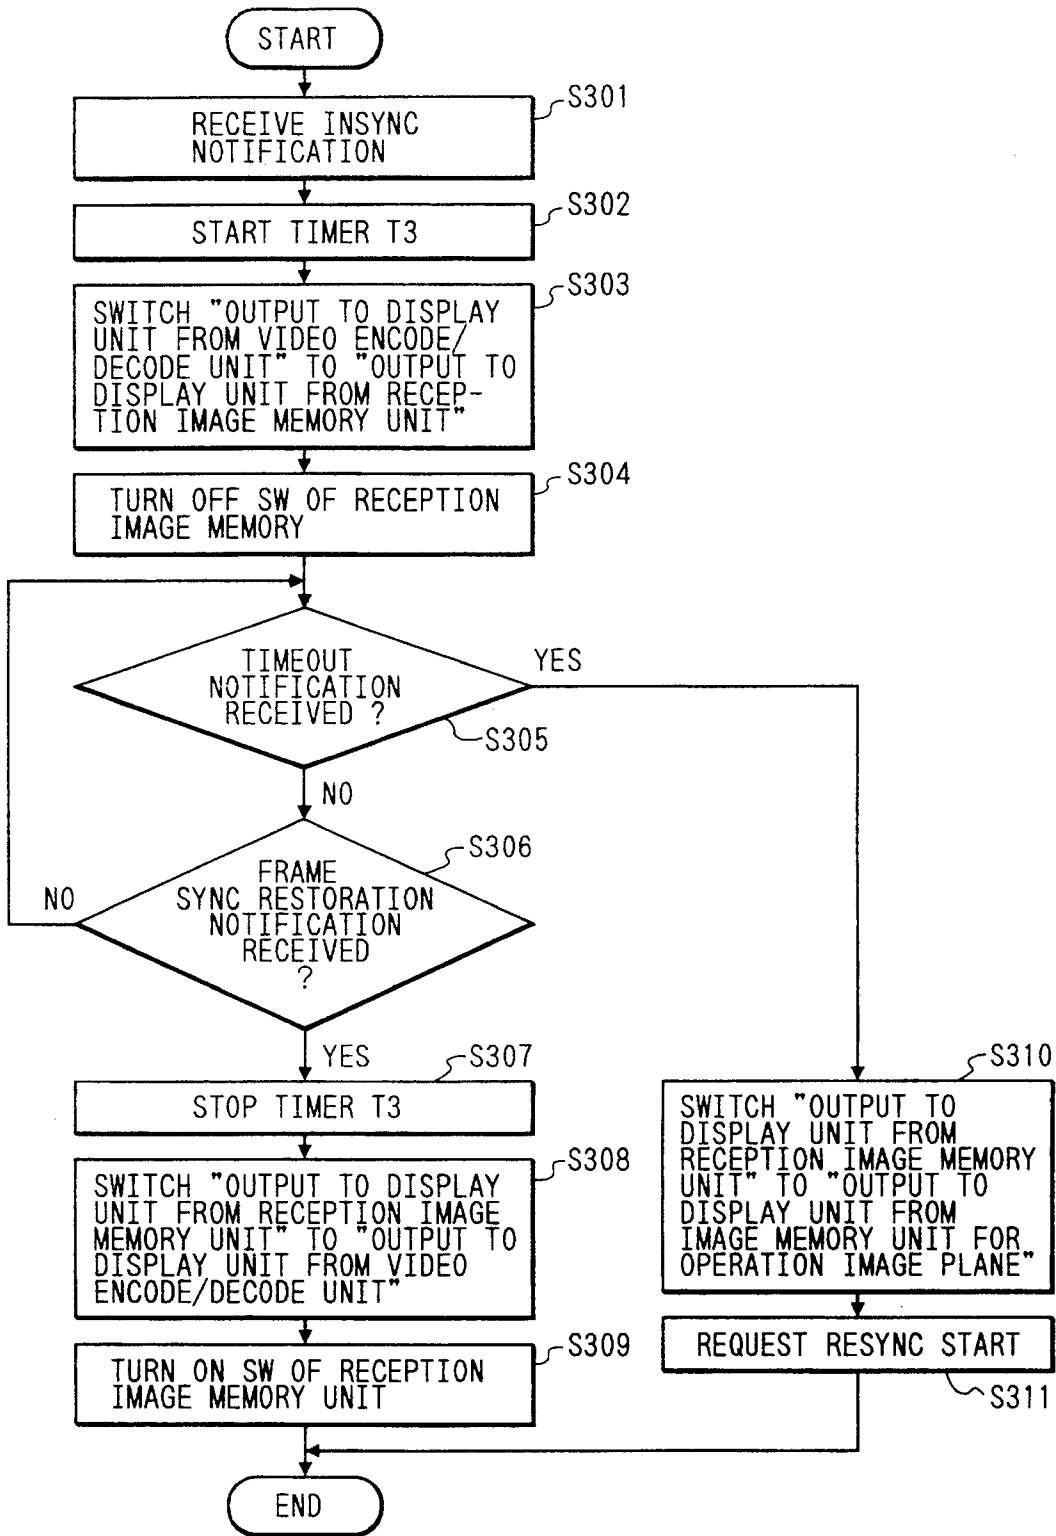 START
S301
RECEIVE INSYNC
NOTIFICATION
S302
START TIMER T3
S303
SWITCH "OUTPUT TO DISPLAY
UNIT FROM VIDEO ENCODE/
DECODE UNIT" TO "OUTPUT TO
DISPLAY UNIT FROM RECEP-
TION IMAGE MEMORY UNIT"
S304
TURN OFF SW OF RECEPTION
IMAGE MEMORY
TIMEOUT
NOTIFICATION
RECEIVED ?
YES
S305
NO
S306
FRAME
SYNC RESTORATION
NOTIFICATION
RECEIVED
?
NO
YES
S307
STOP TIMER T3
S308
SWITCH "OUTPUT TO DISPLAY
UNIT FROM RECEPTION IMAGE
MEMORY UNIT" TO "OUTPUT TO
DISPLAY UNIT FROM VIDEO
ENCODE/DECODE UNIT"
S309
TURN ON SW OF RECEPTION
IMAGE MEMORY UNIT
S310
SWITCH "OUTPUT TO
DISPLAY UNIT FROM
RECEPTION IMAGE MEMORY
UNIT" TO "OUTPUT TO
DISPLAY UNIT FROM
IMAGE MEMORY UNIT FOR
OPERATION IMAGE PLANE"
REQUEST RESYNC START
S311
END